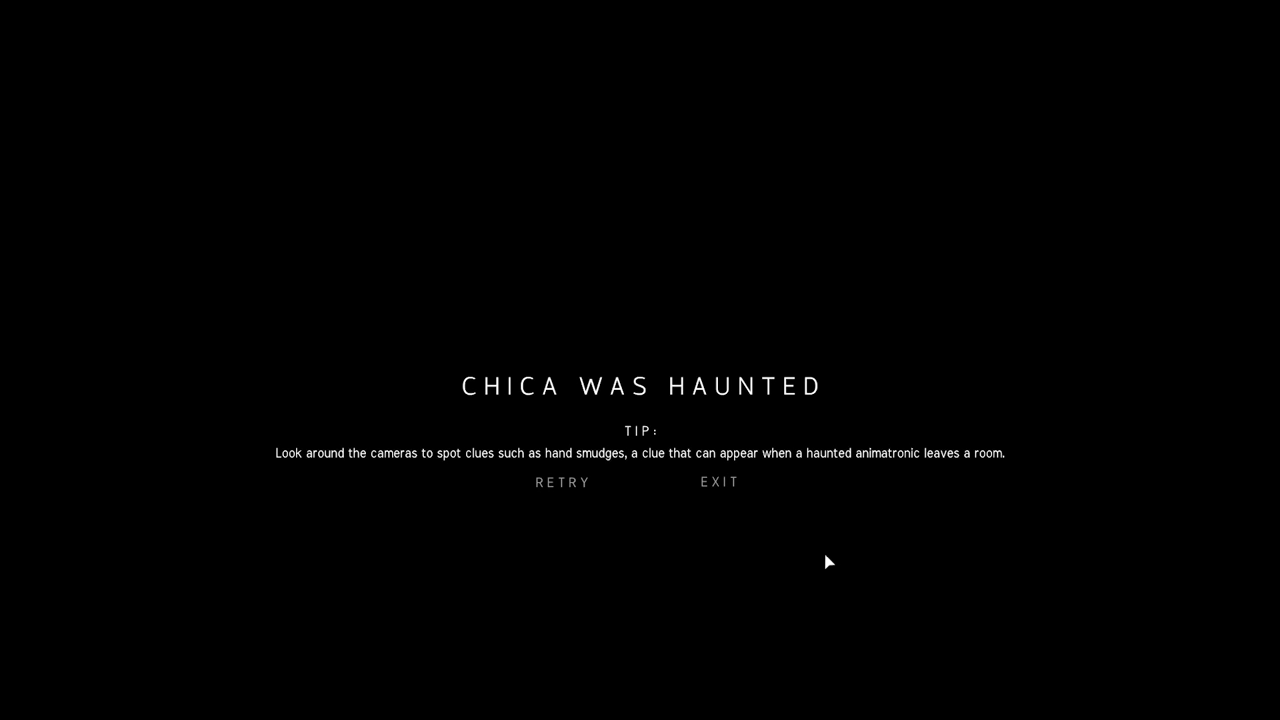 CHICA WAS HAUNTED
TIP:
Look around the cameras to spot clues such as hand smudges, a clue that can appear when a haunted animatronic leaves a room.
RETRY EXIT